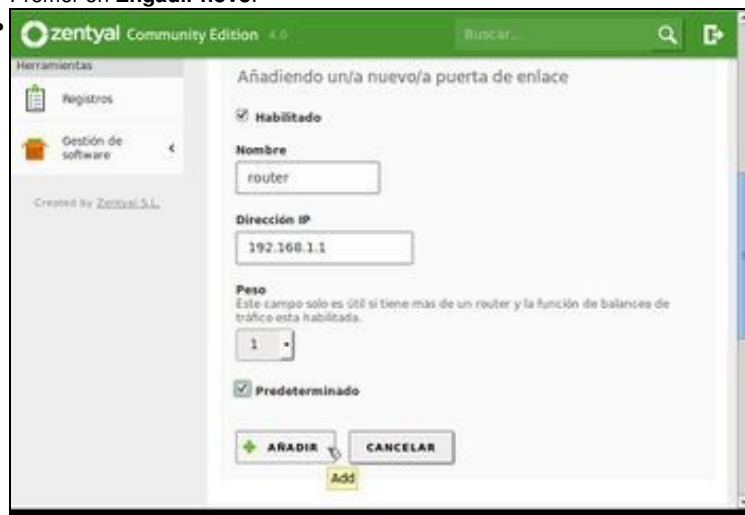 Premer en Engadir novo.
zentyal Community Edition 4.0
Buscar...
Herramientas
Registros
Gestión de
software
Created by Zentyal S.L.
Añadiendo un/a nuevo/a puerta de enlace
Habilitado
Nombre
router
Dirección IP
192.168.1.1
Peso
Este campo solo es útil si tiene mas de un router y la función de balanceo de
tráfico esta habilitada.
1
Predeterminado
AÑADIR
CANCELAR
Add